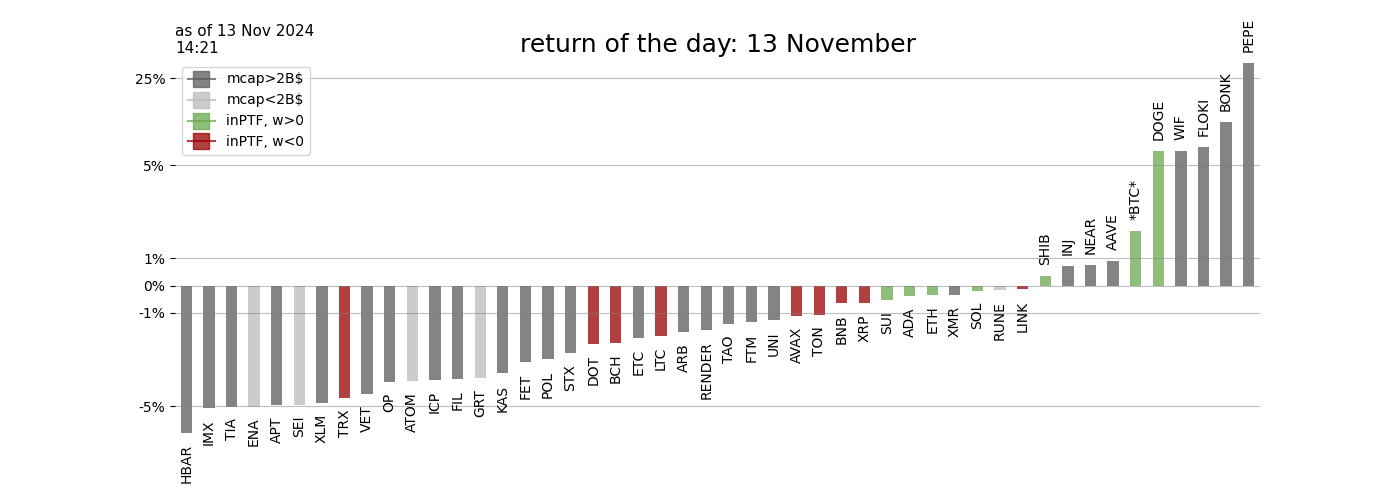 as of 13 Nov 2024
14:21
return of the day: 13 November
mcap>2B$
mcap<2B$
inPTF, w>0
inPTF, w<0
25%
5%
1%
0%
-1%
-5%
HBAR
IMX
TIA
ENA
APT
SEI
XLM
TRX
VET
OP
ATOM
ICP
FIL
GRT
KAS
FET
POL
STX
DOT
BCH
ETC
LTC
ARB
RENDER
TAO
FTM
UNI
AVAX
TON
BNB
XRP
SUI
ADA
ETH
XMR
SOL
RUNE
LINK
SHIB
INJ
NEAR
AAVE
*BTC*
DOGE
WIF
FLOKI
BONK
PEPE